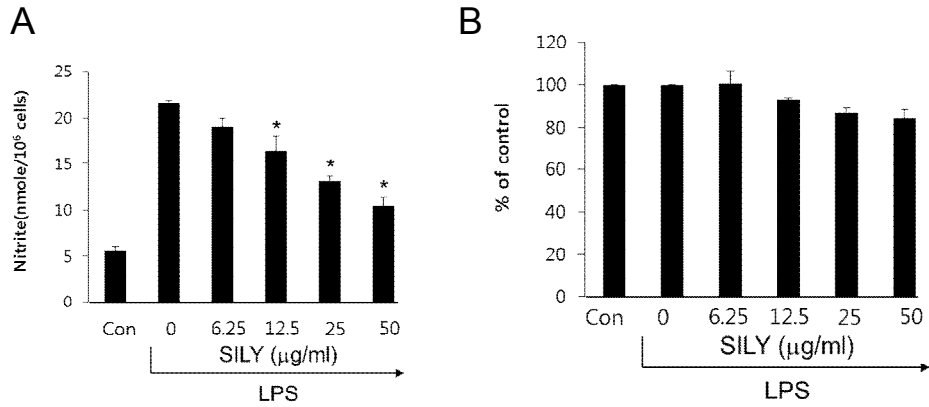 A
Nitrite(nmole/10⁶ cells)
25
20
15
10
5
0
*
*
*
Con 0 6.25 12.5 25 50
SILY (μg/ml)
LPS
B
% of control
120
100
80
60
40
20
0
Con 0 6.25 12.5 25 50
SILY (μg/ml)
LPS